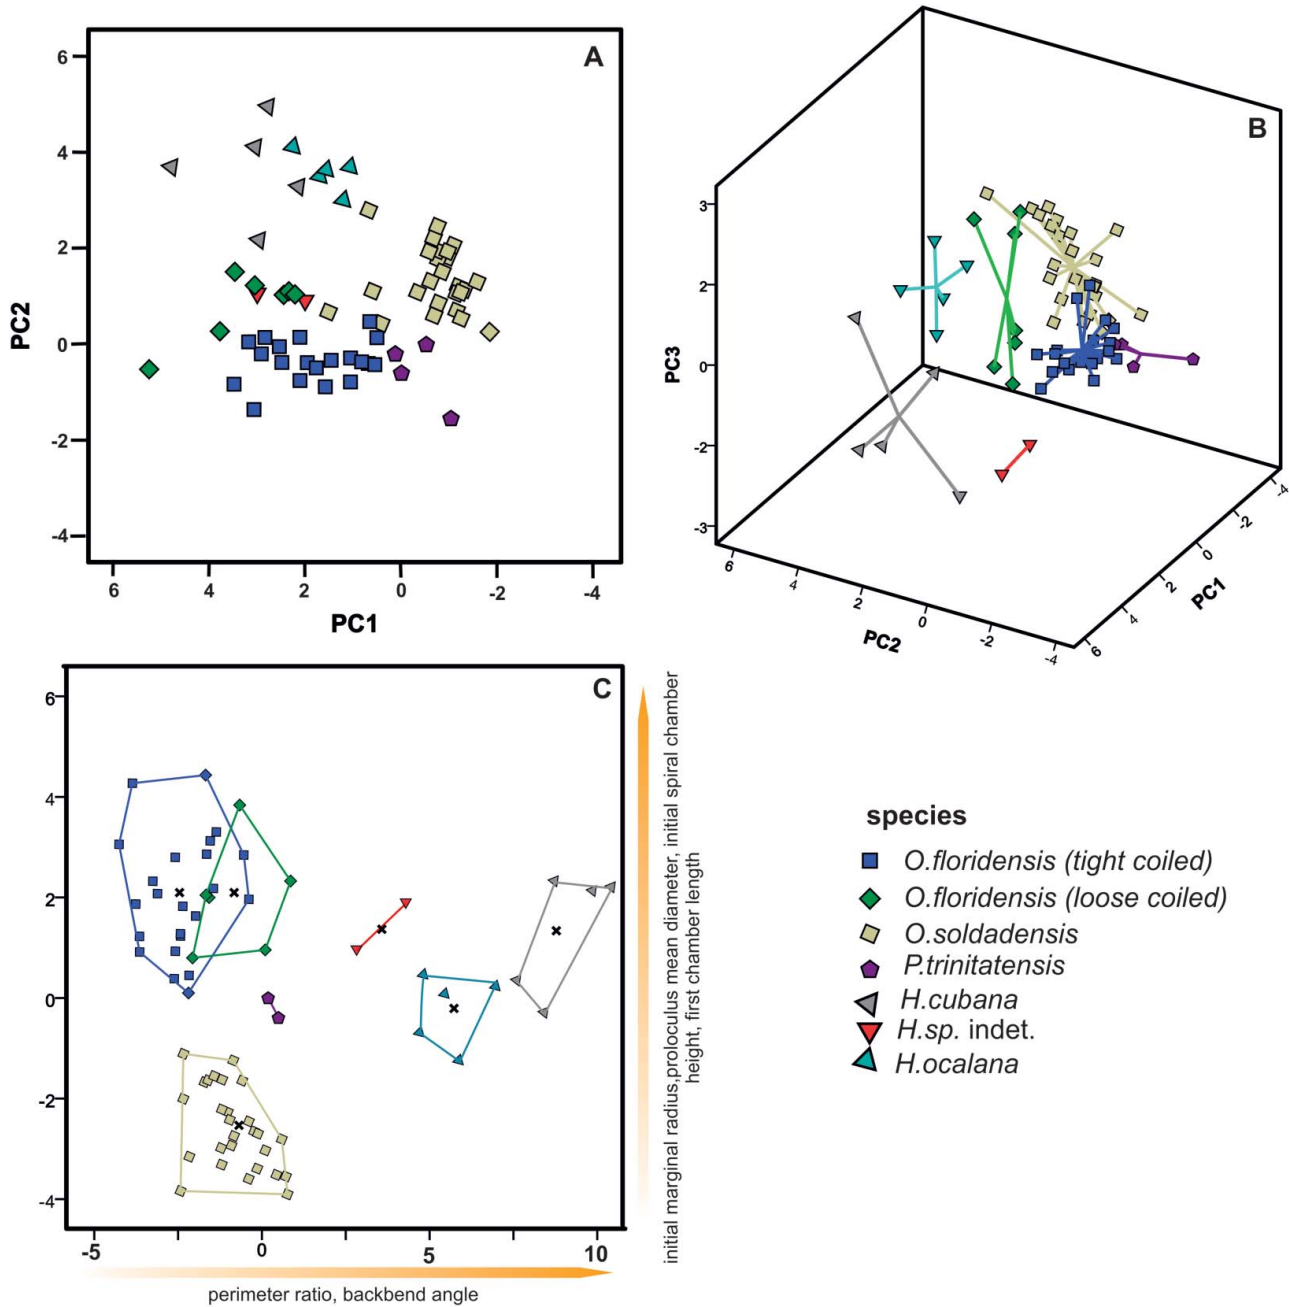 A
6
4
2
0
-2
-4
PC2
6
4
2
0
-2
-4
PC1
B
3
2
0
-2
-3
PC3
6
4
2
0
-2
-4
PC2
6
4
2
0
-2
-4
PC1
C
6
4
2
0
-2
-4
-5
0
5
10
perimeter ratio, backbend angle
initial marginal radius,proloculus mean diameter, initial spiral chamber
height, first chamber length
species
O.floridensis (tight coiled)
O.floridensis (loose coiled)
O.soldadensis
P.trinitatensis
H.cubana
H.sp. indet.
H.ocalana